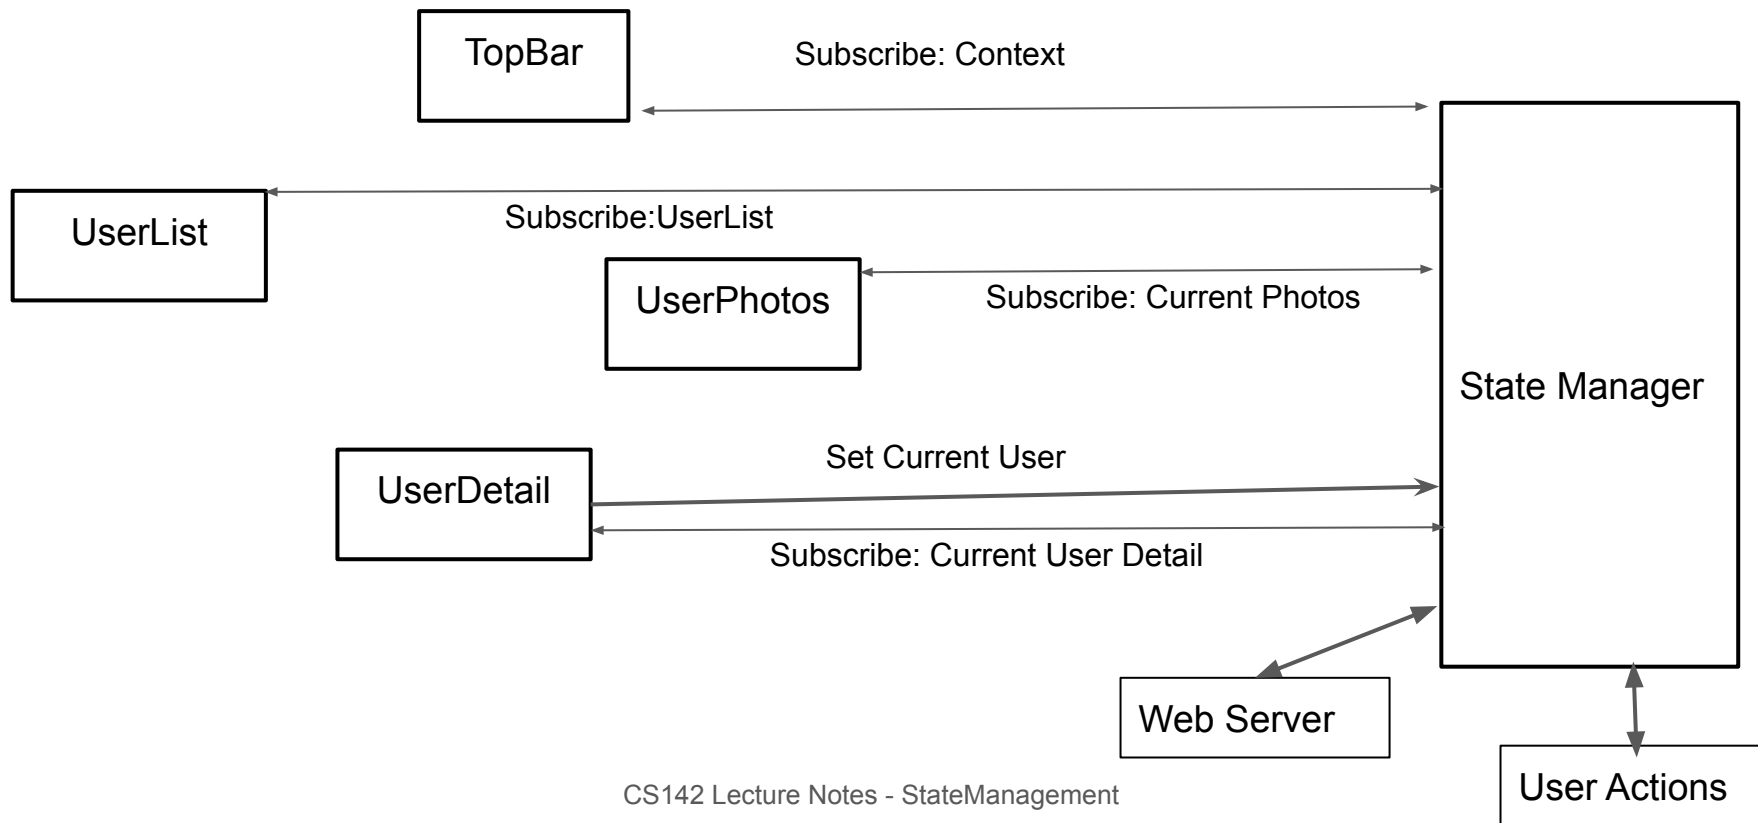 TopBar
Subscribe: Context
UserList
Subscribe:UserList
UserPhotos
Subscribe: Current Photos
State Manager
Set Current User
UserDetail
Subscribe: Current User Detail
Web Server
User Actions
CS142 Lecture Notes - StateManagement